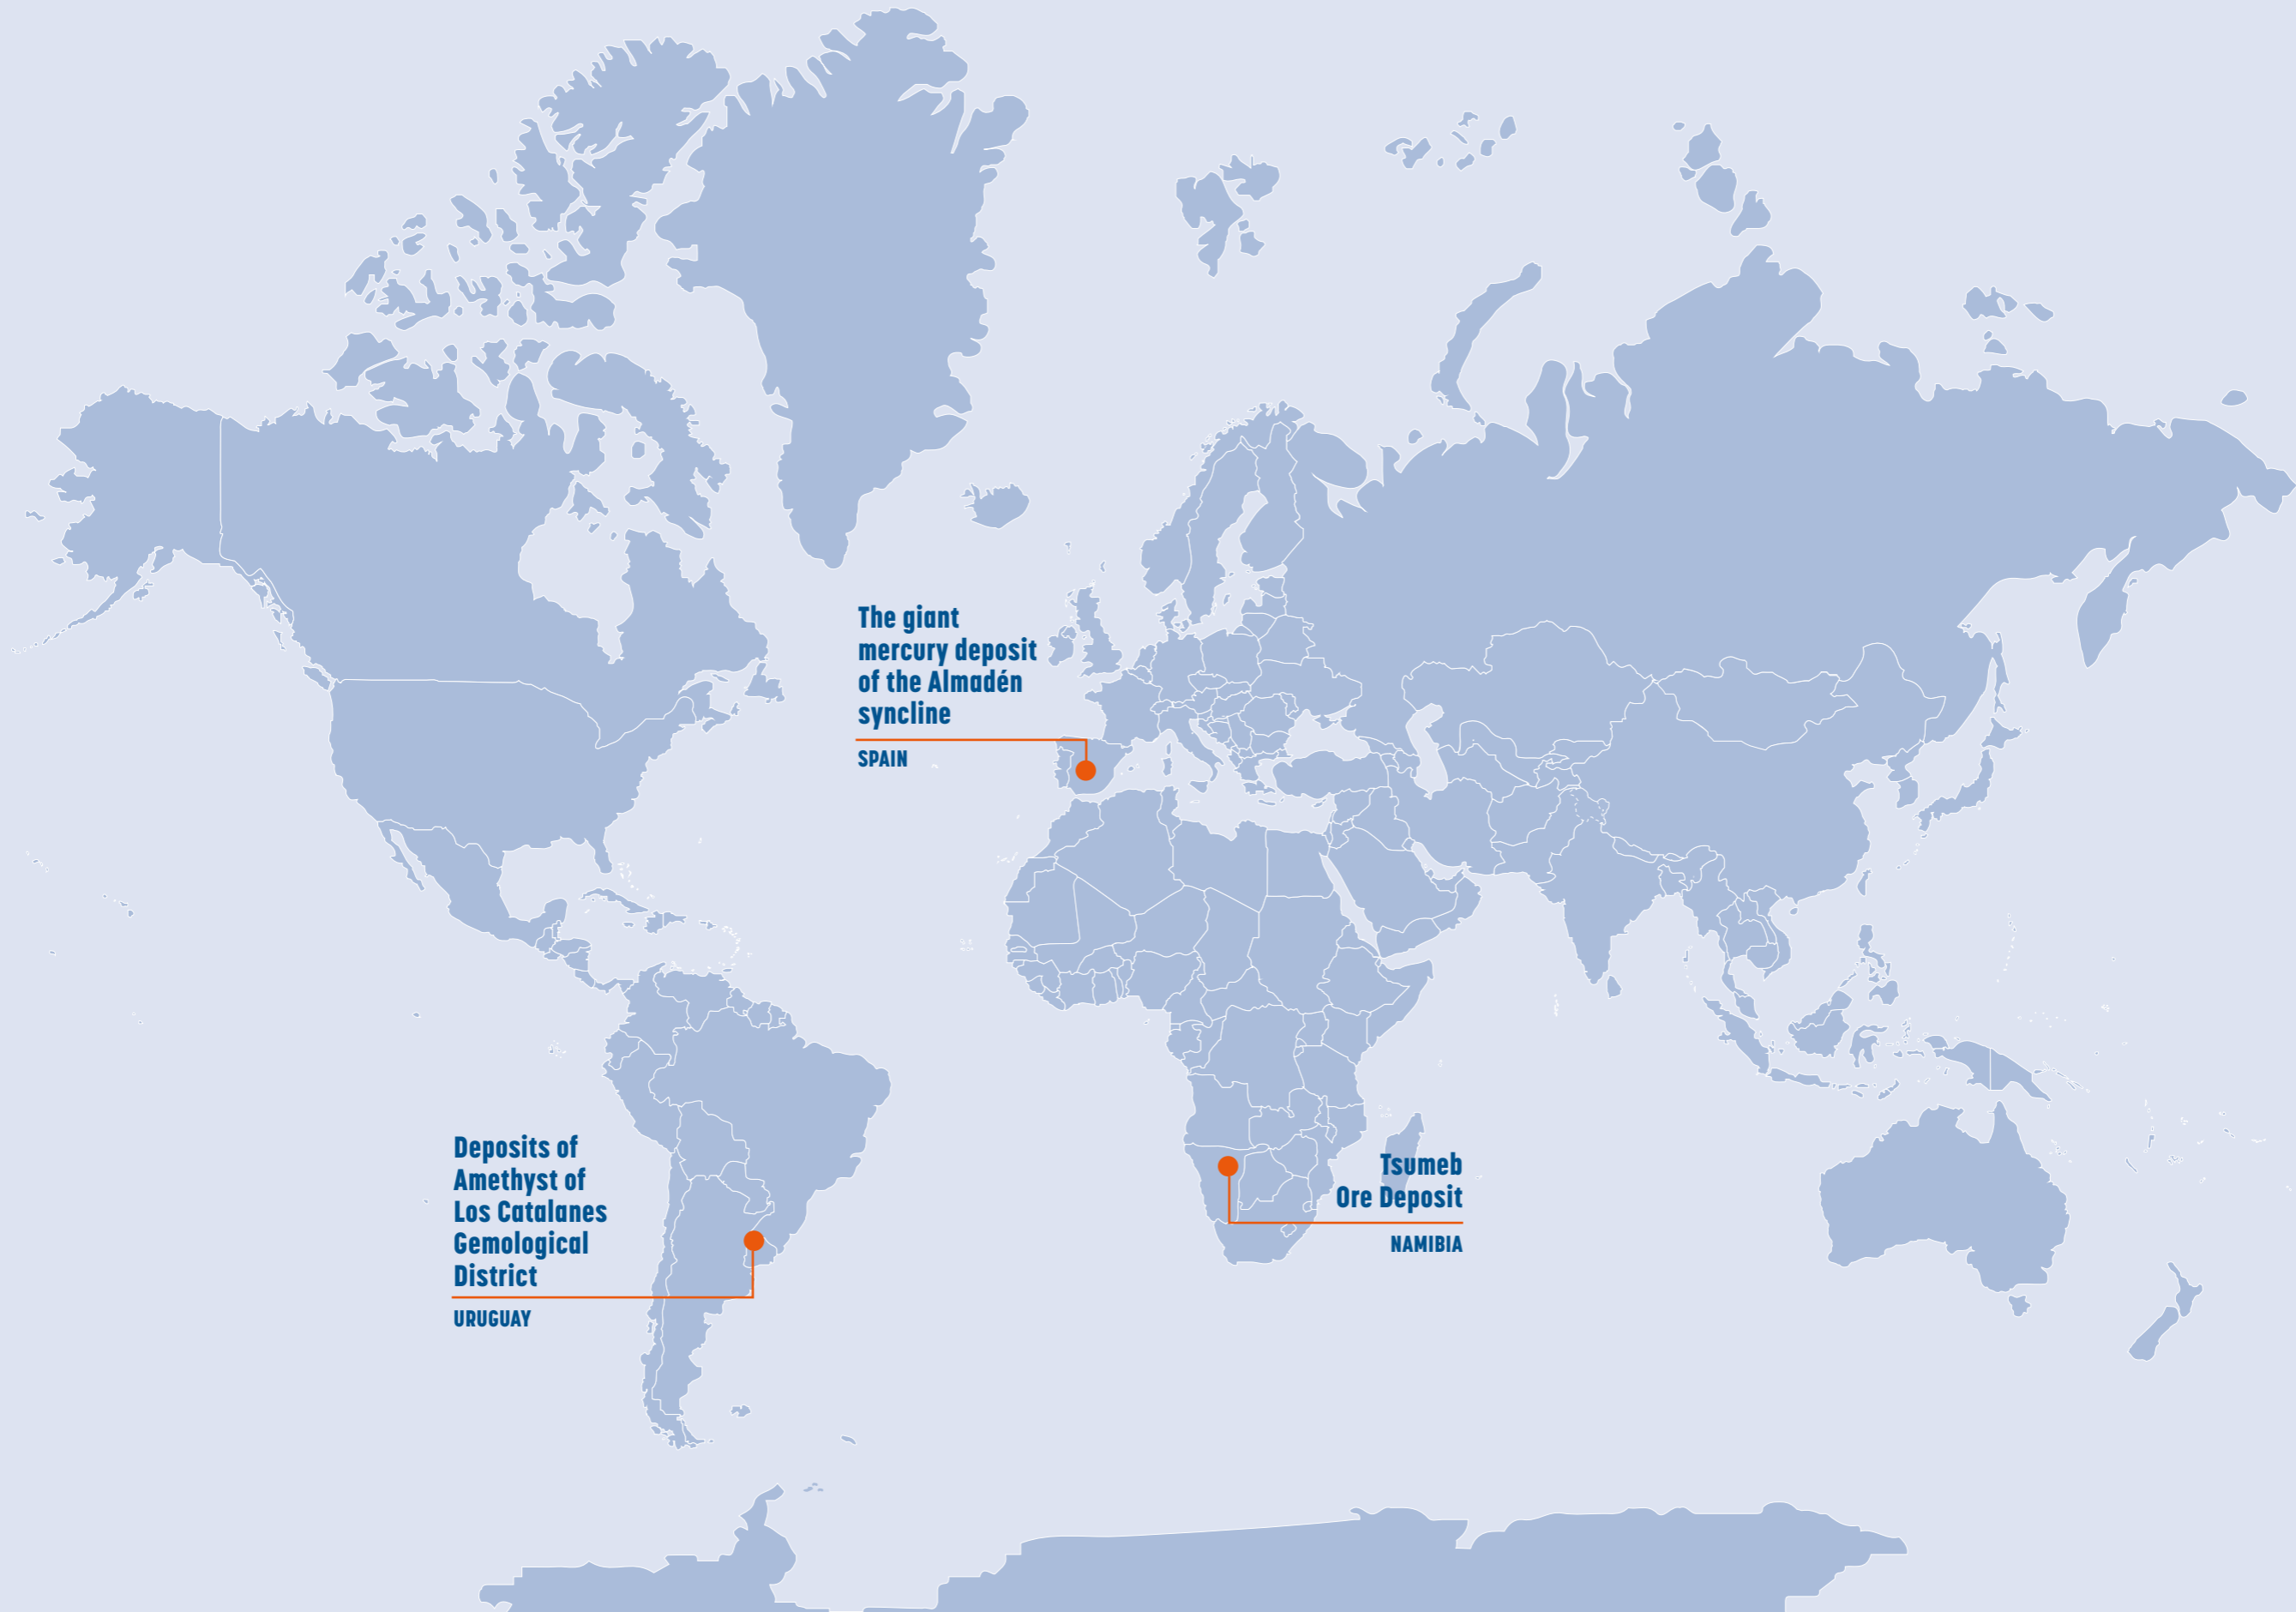 The giant
mercury deposit
of the Almadén
syncline
SPAIN
Deposits of
Amethyst of
Los Catalanes
Gemological
District
URUGUAY
Tsumeb
Ore Deposit
NAMIBIA